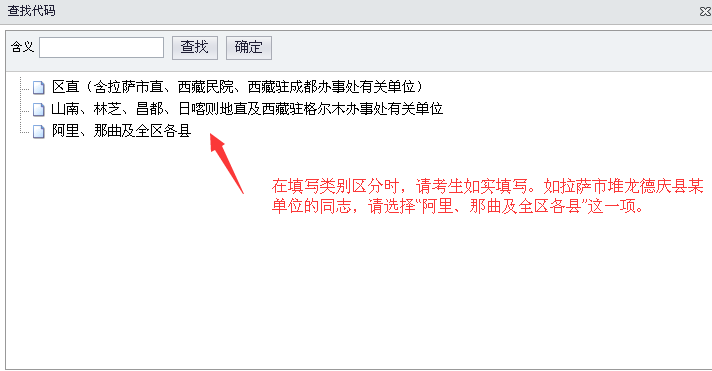 查找代码
含义 查找 确定
区直（含拉萨市直、西藏民院、西藏驻成都办事处有关单位）
山南、林芝、昌都、日喀则地直及西藏驻格尔木办事处有关单位
阿里、那曲及全区各县
在填写类别区分时，请考生如实填写。如拉萨市堆龙德庆县某
单位的同志，请选择“阿里、那曲及全区各县”这一项。